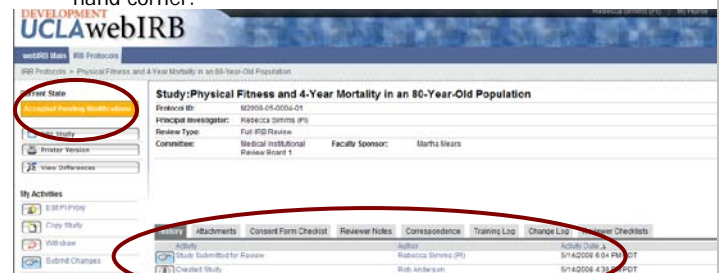 hand corner.
DEVELOPMENT
UCLAwebIRB
Rebecca Simms (PI) | My Home
webIRB Main IRB Protocols
IRB Protocols > Physical Fitness and 4-Year Mortality in an 80-Year-Old Population
Current State
Accepted Pending Modifications
Study:Physical Fitness and 4-Year Mortality in an 80-Year-Old Population
Protocol ID:
Principal Investigator: Rebecca Simms (PI)
Review Type: Full IRB Review
Committee: Medical Institutional Review Board 1 Faculty Sponsor: Martha Mears
Edit Study
Printer Version
View Differences
My Activities
Edit PI Proxy
Copy Study
Withdraw
Submit Changes
History Attachments Consent Form Checklist Reviewer Notes Correspondence Training Log Change Log Reviewer Checklists
Activity Author Activity Date
Study Submitted for Review Rebecca Simms (PI) 5/14/2008 6:04 PM PDT
Created Study Rob Anderson 5/14/2008 4:38 PM PDT